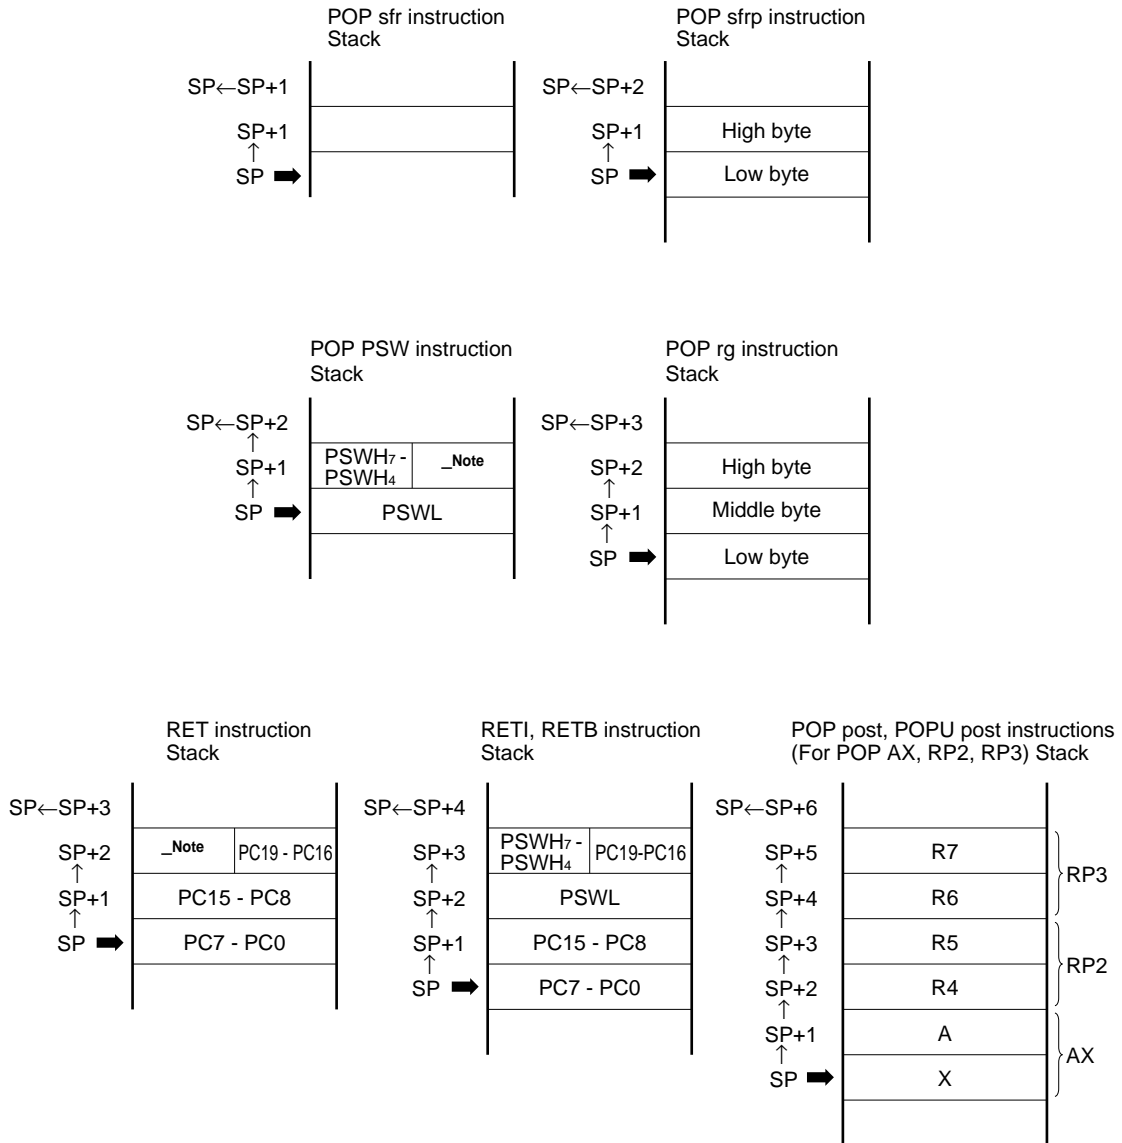 POP sfr instruction
Stack
SP←SP+1
SP+1
↑
SP
POP sfrp instruction
Stack
SP←SP+2
SP+1
↑
SP
High byte
Low byte
POP PSW instruction
Stack
SP←SP+2
↑
SP+1
↑
SP
PSWH7 -
PSWH4
_Note
PSWL
POP rg instruction
Stack
SP←SP+3
SP+2
↑
SP+1
↑
SP
High byte
Middle byte
Low byte
RET instruction
Stack
SP←SP+3
SP+2
↑
SP+1
↑
SP
_Note
PC19 - PC16
PC15 - PC8
PC7 - PC0
RETI, RETB instruction
Stack
SP←SP+4
SP+3
↑
SP+2
↑
SP+1
↑
SP
PSWH7 -
PSWH4
PC19-PC16
PSWL
PC15 - PC8
PC7 - PC0
POP post, POPU post instructions
(For POP AX, RP2, RP3) Stack
SP←SP+6
SP+5
↑
SP+4
↑
SP+3
↑
SP+2
↑
SP+1
↑
SP
R7
R6
R5
R4
A
X
RP3
RP2
AX